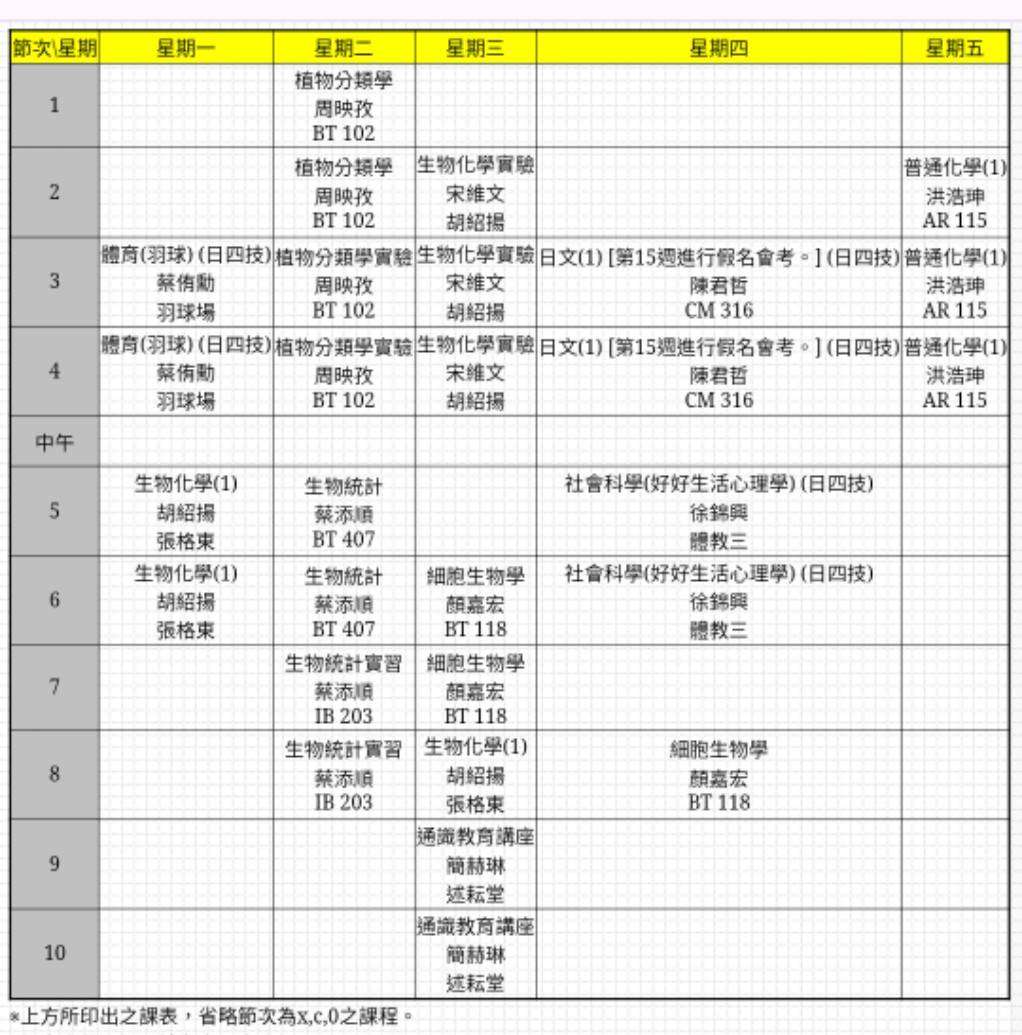 節次\星期 星期一 星期二 星期三 星期四 星期五
1
植物分類學
周映孜
BT 102
2
植物分類學
周映孜
BT 102
生物化學實驗
宋維文
胡紹揚
普通化學(1)
洪浩珅
AR 115
3
體育(羽球) (日四技)
蔡侑勳
羽球場
植物分類學實驗
周映孜
BT 102
生物化學實驗
宋維文
胡紹揚
日文(1) [第15週進行假名會考。] (日四技)
陳君哲
CM 316
普通化學(1)
洪浩珅
AR 115
4
體育(羽球) (日四技)
蔡侑勳
羽球場
植物分類學實驗
周映孜
BT 102
生物化學實驗
宋維文
胡紹揚
日文(1) [第15週進行假名會考。] (日四技)
陳君哲
CM 316
普通化學(1)
洪浩珅
AR 115
中午
5
生物化學(1)
胡紹揚
張格東
生物統計
蔡添順
BT 407
社會科學(好好生活心理學) (日四技)
徐錦興
體教三
6
生物化學(1)
胡紹揚
張格東
生物統計
蔡添順
BT 407
細胞生物學
顏嘉宏
BT 118
社會科學(好好生活心理學) (日四技)
徐錦興
體教三
7
生物統計實習
蔡添順
IB 203
細胞生物學
顏嘉宏
BT 118
8
生物統計實習
蔡添順
IB 203
生物化學(1)
胡紹揚
張格東
細胞生物學
顏嘉宏
BT 118
9
通識教育講座
簡赫琳
述耘堂
10
通識教育講座
簡赫琳
述耘堂
*上方所印出之課表，省略節次為x,c,0之課程。